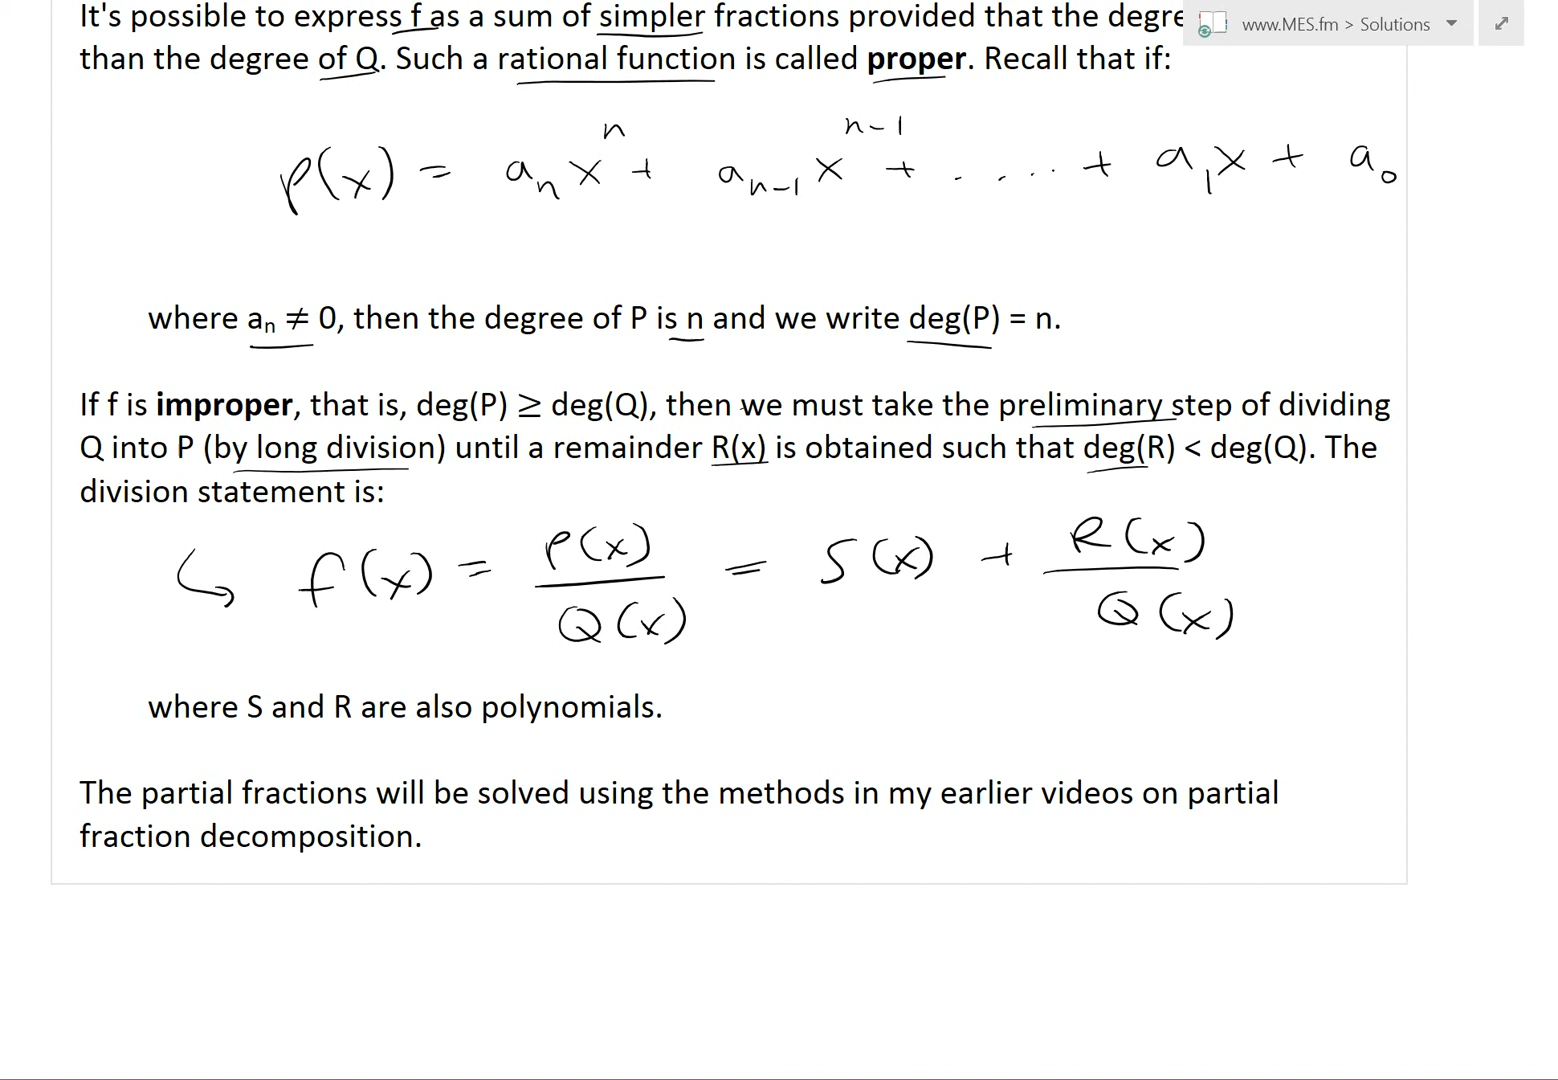 It's possible to express f as a sum of simpler fractions provided that the degre
www.MES.fm > Solutions
than the degree of Q. Such a rational function is called proper. Recall that if:
P(x) = aₙxⁿ + aₙ₋₁xⁿ⁻¹ + ..... + a₁x + a₀
where aₙ ≠ 0, then the degree of P is n and we write deg(P) = n.
If f is improper, that is, deg(P) ≥ deg(Q), then we must take the preliminary step of dividing
Q into P (by long division) until a remainder R(x) is obtained such that deg(R) < deg(Q). The
division statement is:
↳ f(x) = P(x)/Q(x) = S(x) + R(x)/Q(x)
where S and R are also polynomials.
The partial fractions will be solved using the methods in my earlier videos on partial
fraction decomposition.